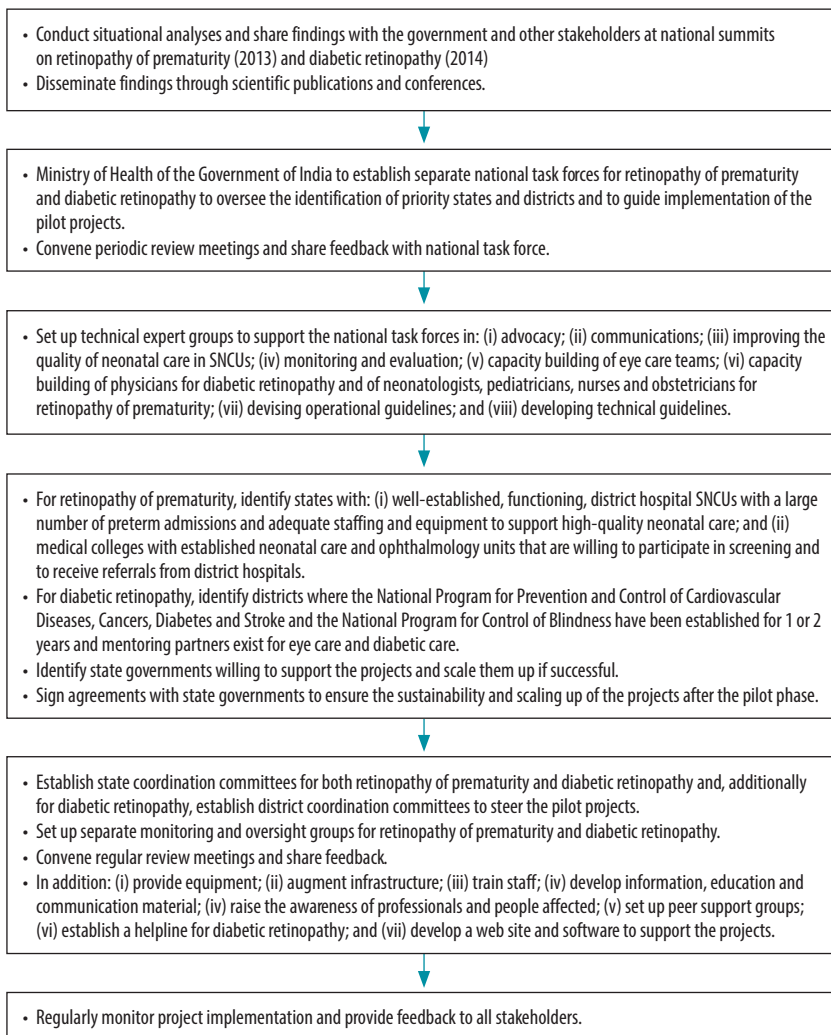 • Conduct situational analyses and share findings with the government and other stakeholders at national summits
on retinopathy of prematurity (2013) and diabetic retinopathy (2014)
• Disseminate findings through scientific publications and conferences.
• Ministry of Health of the Government of India to establish separate national task forces for retinopathy of prematurity
and diabetic retinopathy to oversee the identification of priority states and districts and to guide implementation of the
pilot projects.
• Convene periodic review meetings and share feedback with national task force.
• Set up technical expert groups to support the national task forces in: (i) advocacy; (ii) communications; (iii) improving the
quality of neonatal care in SNCUs; (iv) monitoring and evaluation; (v) capacity building of eye care teams; (vi) capacity
building of physicians for diabetic retinopathy and of neonatologists, pediatricians, nurses and obstetricians for
retinopathy of prematurity; (vii) devising operational guidelines; and (viii) developing technical guidelines.
• For retinopathy of prematurity, identify states with: (i) well-established, functioning, district hospital SNCUs with a large
number of preterm admissions and adequate staffing and equipment to support high-quality neonatal care; and (ii)
medical colleges with established neonatal care and ophthalmology units that are willing to participate in screening and
to receive referrals from district hospitals.
• For diabetic retinopathy, identify districts where the National Program for Prevention and Control of Cardiovascular
Diseases, Cancers, Diabetes and Stroke and the National Program for Control of Blindness have been established for 1 or 2
years and mentoring partners exist for eye care and diabetic care.
• Identify state governments willing to support the projects and scale them up if successful.
• Sign agreements with state governments to ensure the sustainability and scaling up of the projects after the pilot phase.
• Establish state coordination committees for both retinopathy of prematurity and diabetic retinopathy and, additionally
for diabetic retinopathy, establish district coordination committees to steer the pilot projects.
• Set up separate monitoring and oversight groups for retinopathy of prematurity and diabetic retinopathy.
• Convene regular review meetings and share feedback.
• In addition: (i) provide equipment; (ii) augment infrastructure; (iii) train staff; (iv) develop information, education and
communication material; (iv) raise the awareness of professionals and people affected; (v) set up peer support groups;
(vi) establish a helpline for diabetic retinopathy; and (vii) develop a web site and software to support the projects.
• Regularly monitor project implementation and provide feedback to all stakeholders.